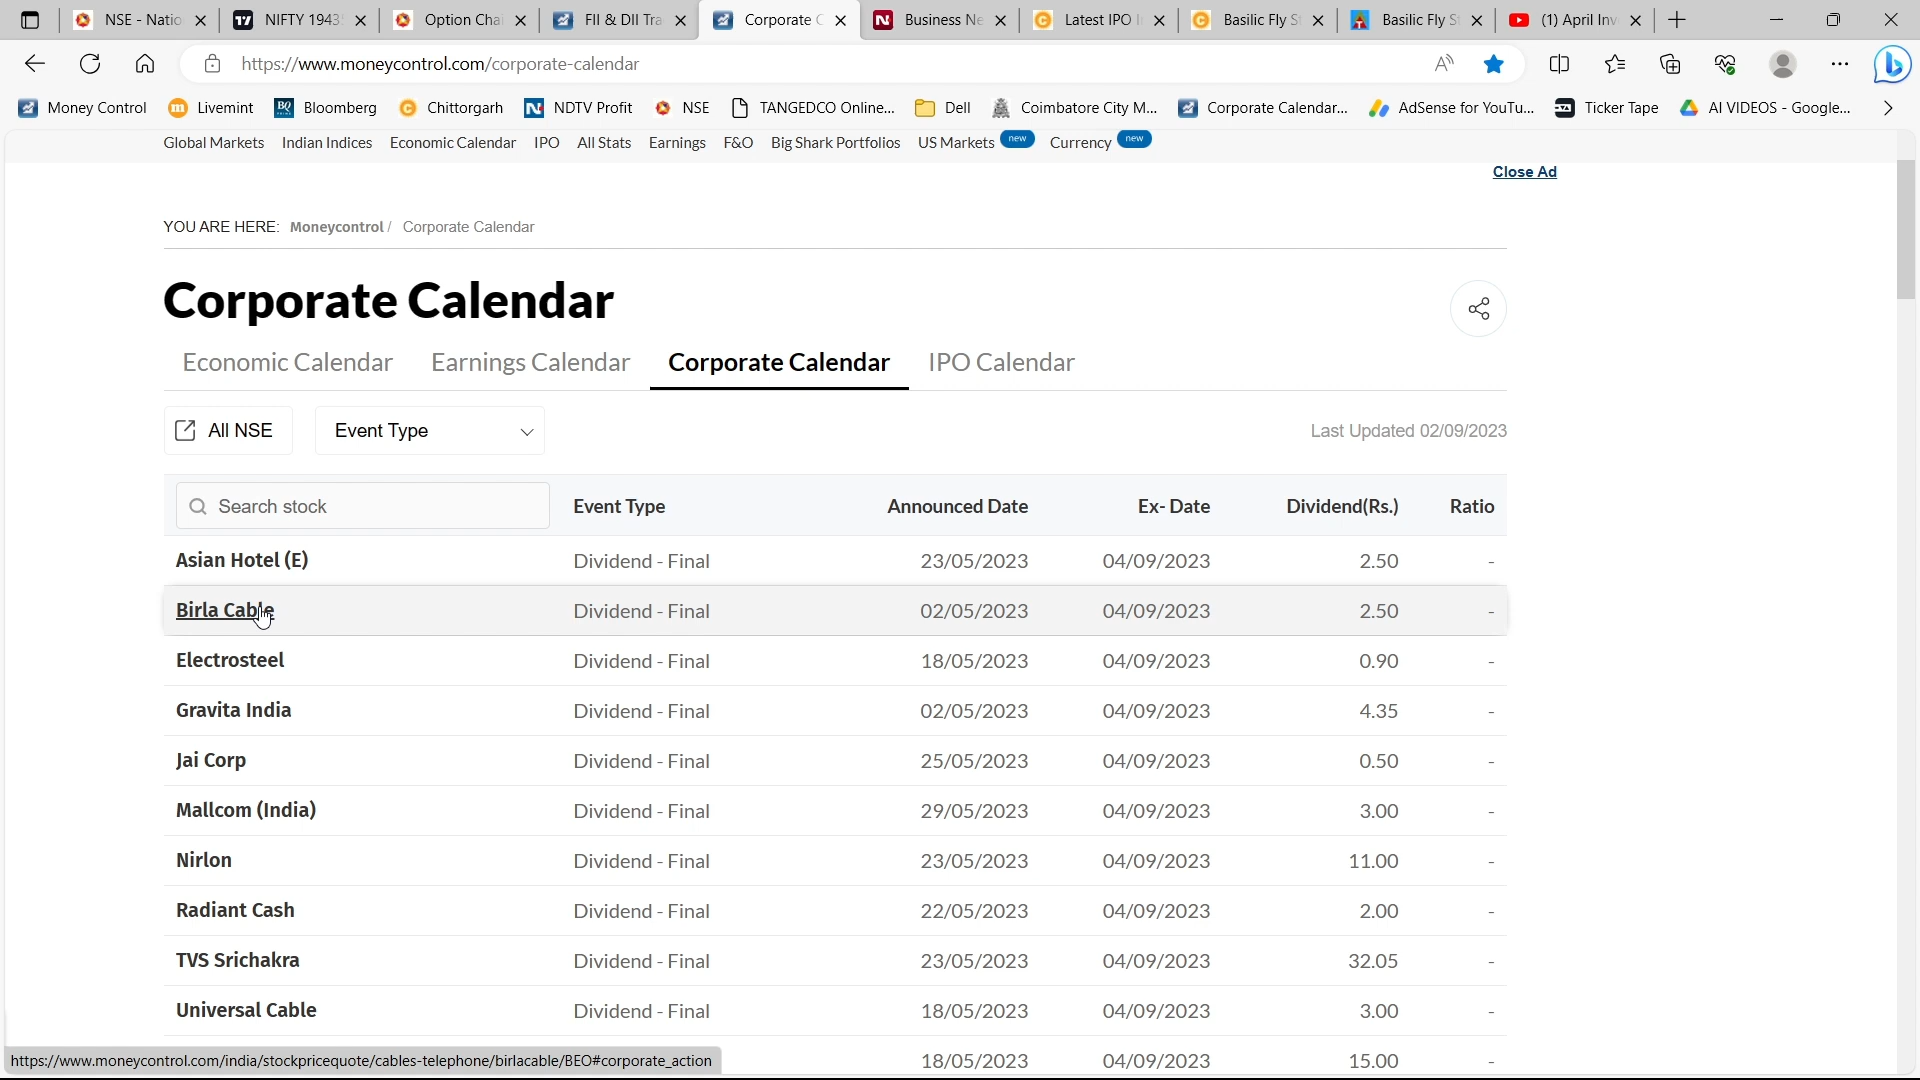 NSE - Natio
NIFTY 1943
Option Cha
FII & DII Tra
Corporate C
Business Ne
Latest IPO I
Basilic Fly S
Basilic Fly S
(1) April Inv
https://www.moneycontrol.com/corporate-calendar
Money Control
Livemint
Bloomberg
Chittorgarh
NDTV Profit
NSE
TANGEDCO Online...
Dell
Coimbatore City M...
Corporate Calendar...
AdSense for YouTu...
Ticker Tape
AI VIDEOS - Google...
Global Markets Indian Indices Economic Calendar IPO All Stats Earnings F&O Big Shark Portfolios US Markets new Currency new
Close Ad
YOU ARE HERE: Moneycontrol / Corporate Calendar
Corporate Calendar
Economic Calendar Earnings Calendar Corporate Calendar IPO Calendar
All NSE Event Type Last Updated 02/09/2023
Search stock Event Type Announced Date Ex- Date Dividend(Rs.) Ratio
Asian Hotel (E) Dividend - Final 23/05/2023 04/09/2023 2.50 -
Birla Cable Dividend - Final 02/05/2023 04/09/2023 2.50 -
Electrosteel Dividend - Final 18/05/2023 04/09/2023 0.90 -
Gravita India Dividend - Final 02/05/2023 04/09/2023 4.35 -
Jai Corp Dividend - Final 25/05/2023 04/09/2023 0.50 -
Mallcom (India) Dividend - Final 29/05/2023 04/09/2023 3.00 -
Nirlon Dividend - Final 23/05/2023 04/09/2023 11.00 -
Radiant Cash Dividend - Final 22/05/2023 04/09/2023 2.00 -
TVS Srichakra Dividend - Final 23/05/2023 04/09/2023 32.05 -
Universal Cable Dividend - Final 18/05/2023 04/09/2023 3.00 -
18/05/2023 04/09/2023 15.00 -
https://www.moneycontrol.com/india/stockpricequote/cables-telephone/birlacable/BEO#corporate_action